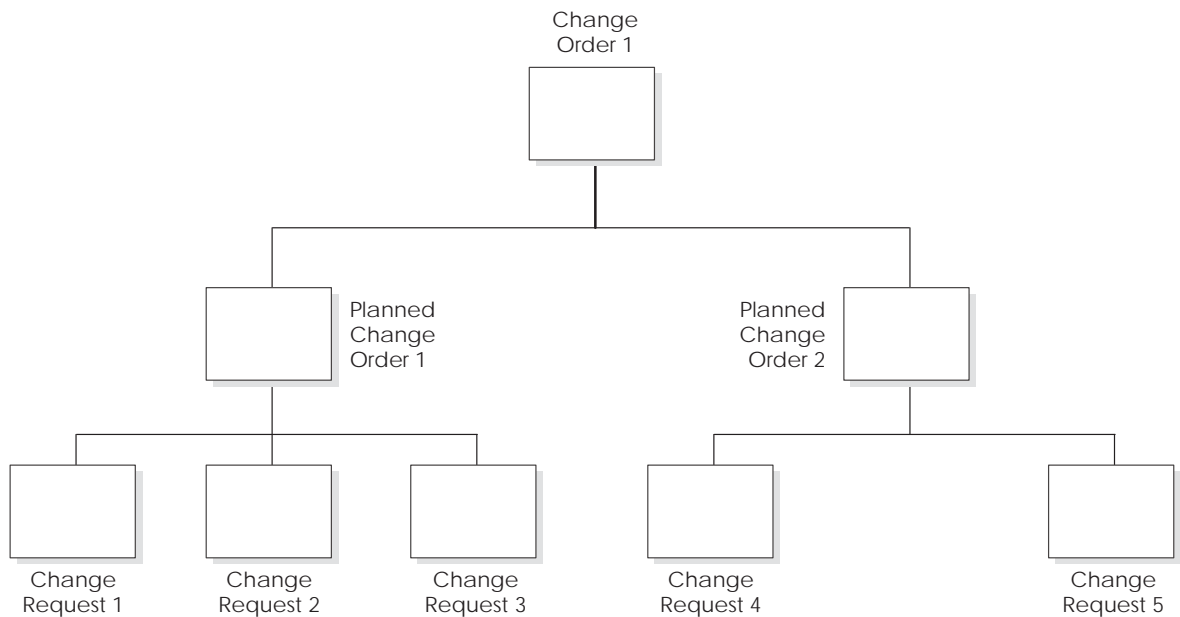 Change
Order 1
Planned
Change
Order 1
Planned
Change
Order 2
Change
Request 1
Change
Request 2
Change
Request 3
Change
Request 4
Change
Request 5